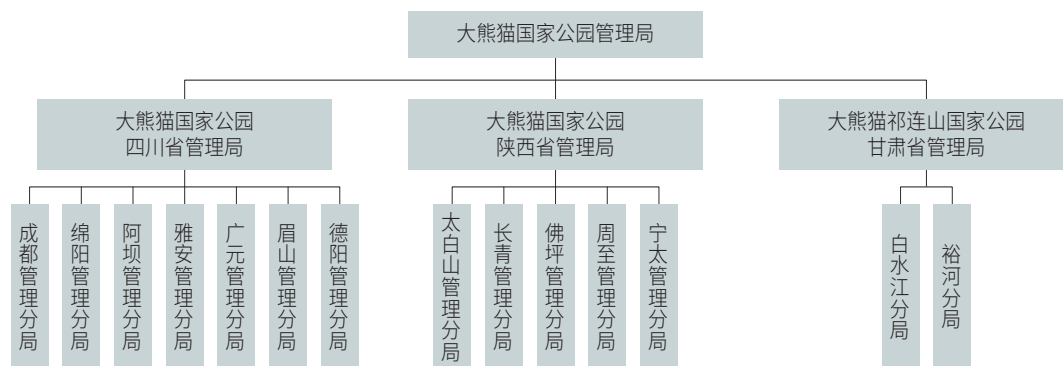 大熊猫国家公园管理局
大熊猫国家公园
四川省管理局
大熊猫国家公园
陕西省管理局
大熊猫祁连山国家公园
甘肃省管理局
成都管理分局
绵阳管理分局
阿坝管理分局
雅安管理分局
广元管理分局
眉山管理分局
德阳管理分局
太白山管理分局
长青管理分局
佛坪管理分局
周至管理分局
宁太管理分局
白水江分局
裕河分局